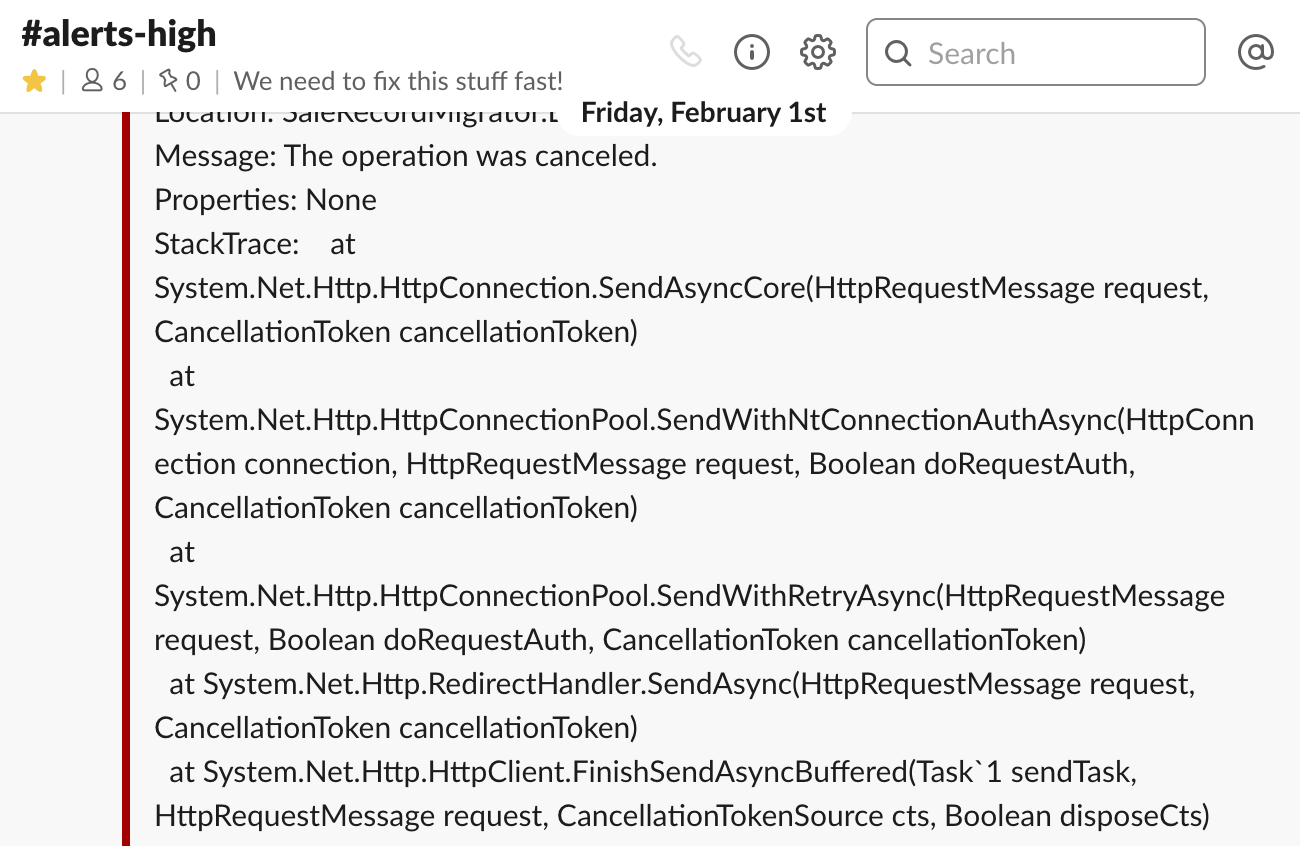 #alerts-high
6 | 0 | We need to fix this stuff fast!
Search
Friday, February 1st
Location: SaleRecordMigrator.
Message: The operation was canceled.
Properties: None
StackTrace: at
System.Net.Http.HttpConnection.SendAsyncCore(HttpRequestMessage request,
CancellationToken cancellationToken)
at
System.Net.Http.HttpConnectionPool.SendWithNtConnectionAuthAsync(HttpConn
ection connection, HttpRequestMessage request, Boolean doRequestAuth,
CancellationToken cancellationToken)
at
System.Net.Http.HttpConnectionPool.SendWithRetryAsync(HttpRequestMessage
request, Boolean doRequestAuth, CancellationToken cancellationToken)
at System.Net.Http.RedirectHandler.SendAsync(HttpRequestMessage request,
CancellationToken cancellationToken)
at System.Net.Http.HttpClient.FinishSendAsyncBuffered(Task`1 sendTask,
HttpRequestMessage request, CancellationTokenSource cts, Boolean disposeCts)